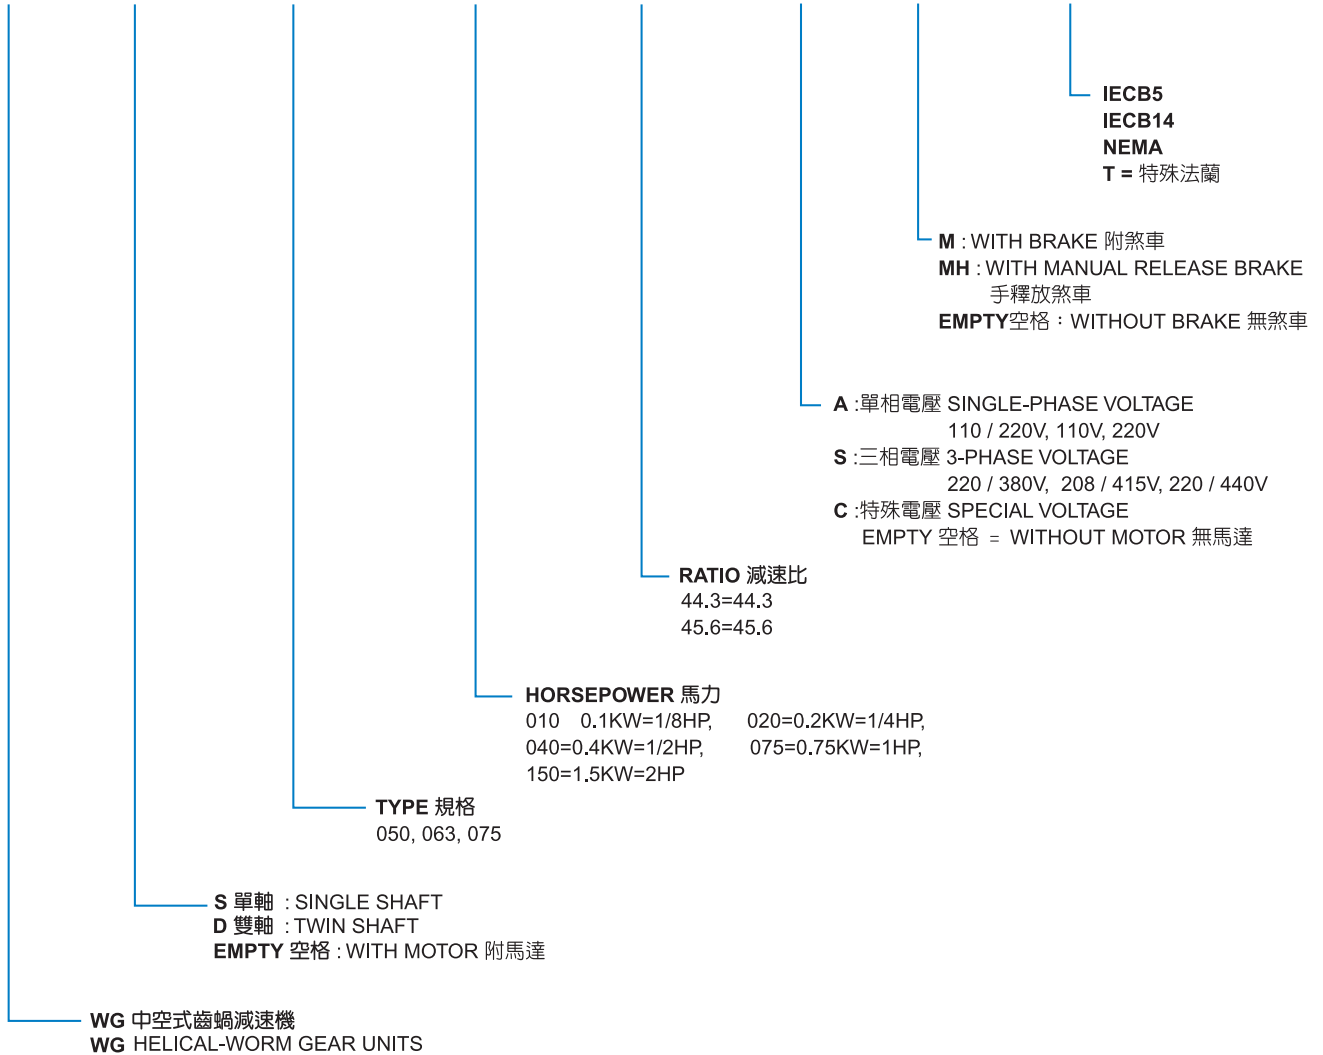 IECB5
IECB14
NEMA
T = 特殊法蘭
M : WITH BRAKE 附煞車
MH : WITH MANUAL RELEASE BRAKE
手釋放煞車
EMPTY空格：WITHOUT BRAKE 無煞車
A :單相電壓 SINGLE-PHASE VOLTAGE
110 / 220V, 110V, 220V
S :三相電壓 3-PHASE VOLTAGE
220 / 380V, 208 / 415V, 220 / 440V
C :特殊電壓 SPECIAL VOLTAGE
EMPTY 空格 = WITHOUT MOTOR 無馬達
RATIO 減速比
44.3=44.3
45.6=45.6
HORSEPOWER 馬力
010 0.1KW=1/8HP, 020=0.2KW=1/4HP,
040=0.4KW=1/2HP, 075=0.75KW=1HP,
150=1.5KW=2HP
TYPE 規格
050, 063, 075
S 單軸 : SINGLE SHAFT
D 雙軸 : TWIN SHAFT
EMPTY 空格 : WITH MOTOR 附馬達
WG 中空式齒蝸減速機
WG HELICAL-WORM GEAR UNITS